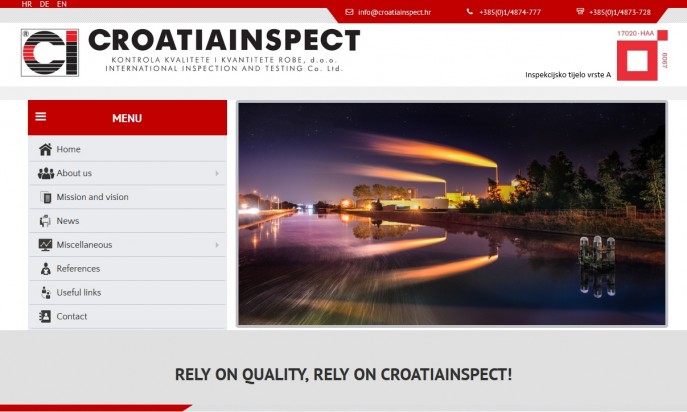 HR DE EN
info@croatiainspect.hr +385(0)1/4874-777 +385(0)1/4873-728
CI ®
CROATIAINSPECT
KONTROLA KVALITETE I KVANTITETE ROBE, d.o.o.
INTERNATIONAL INSPECTION AND TESTING Co. Ltd.
17020-HAA
6067
Inspekcijsko tijelo vrste A
MENU
Home
About us
Mission and vision
News
Miscellaneous
References
Useful links
Contact
RELY ON QUALITY, RELY ON CROATIAINSPECT!